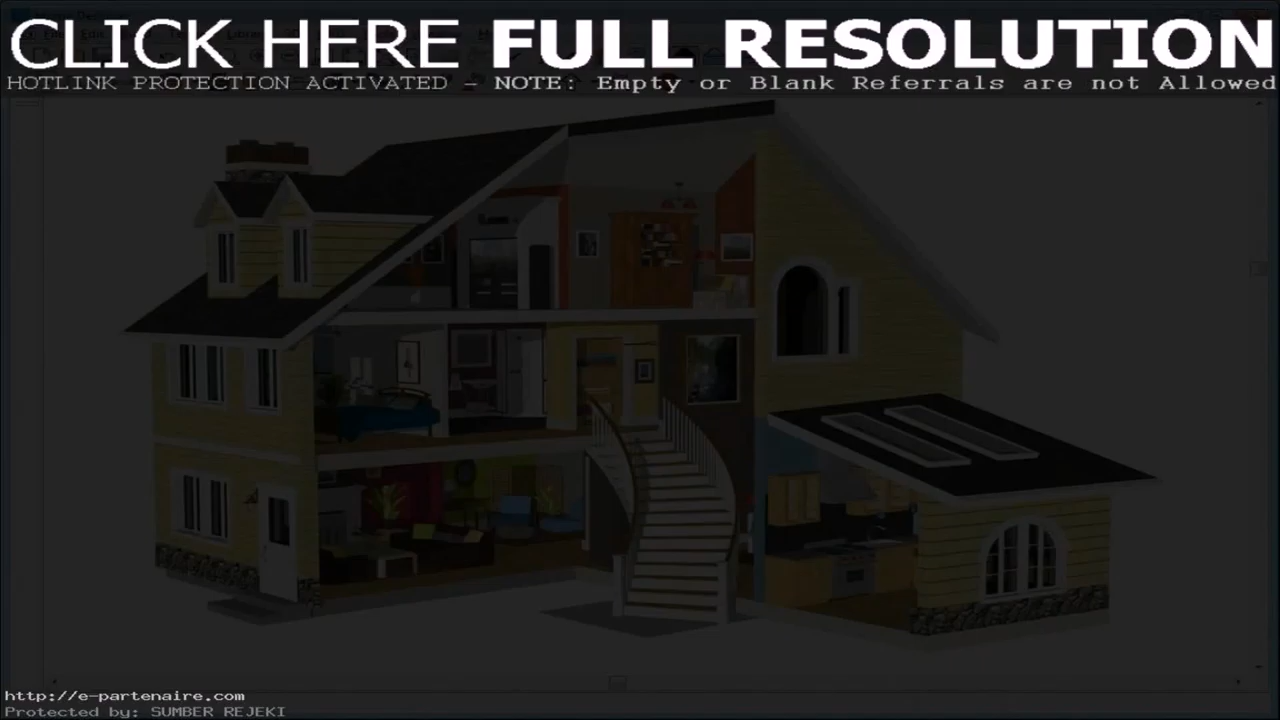 CLICK HERE FULL RESOLUTION
HOTLINK PROTECTION ACTIVATED – NOTE: Empty or Blank Referrals are not Allowed
http://e-partenaire.com
Protected by: SUMBER REJEKI